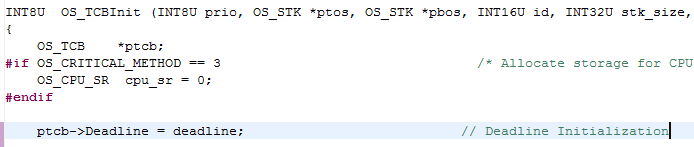 INT8U  OS_TCBInit (INT8U prio, OS_STK *ptos, OS_STK *pbos, INT16U id, INT32U stk_size,
{
    OS_TCB    *ptcb;
#if OS_CRITICAL_METHOD == 3                                  /* Allocate storage for CPU
    OS_CPU_SR  cpu_sr = 0;
#endif
    ptcb->Deadline = deadline;                             // Deadline Initialization